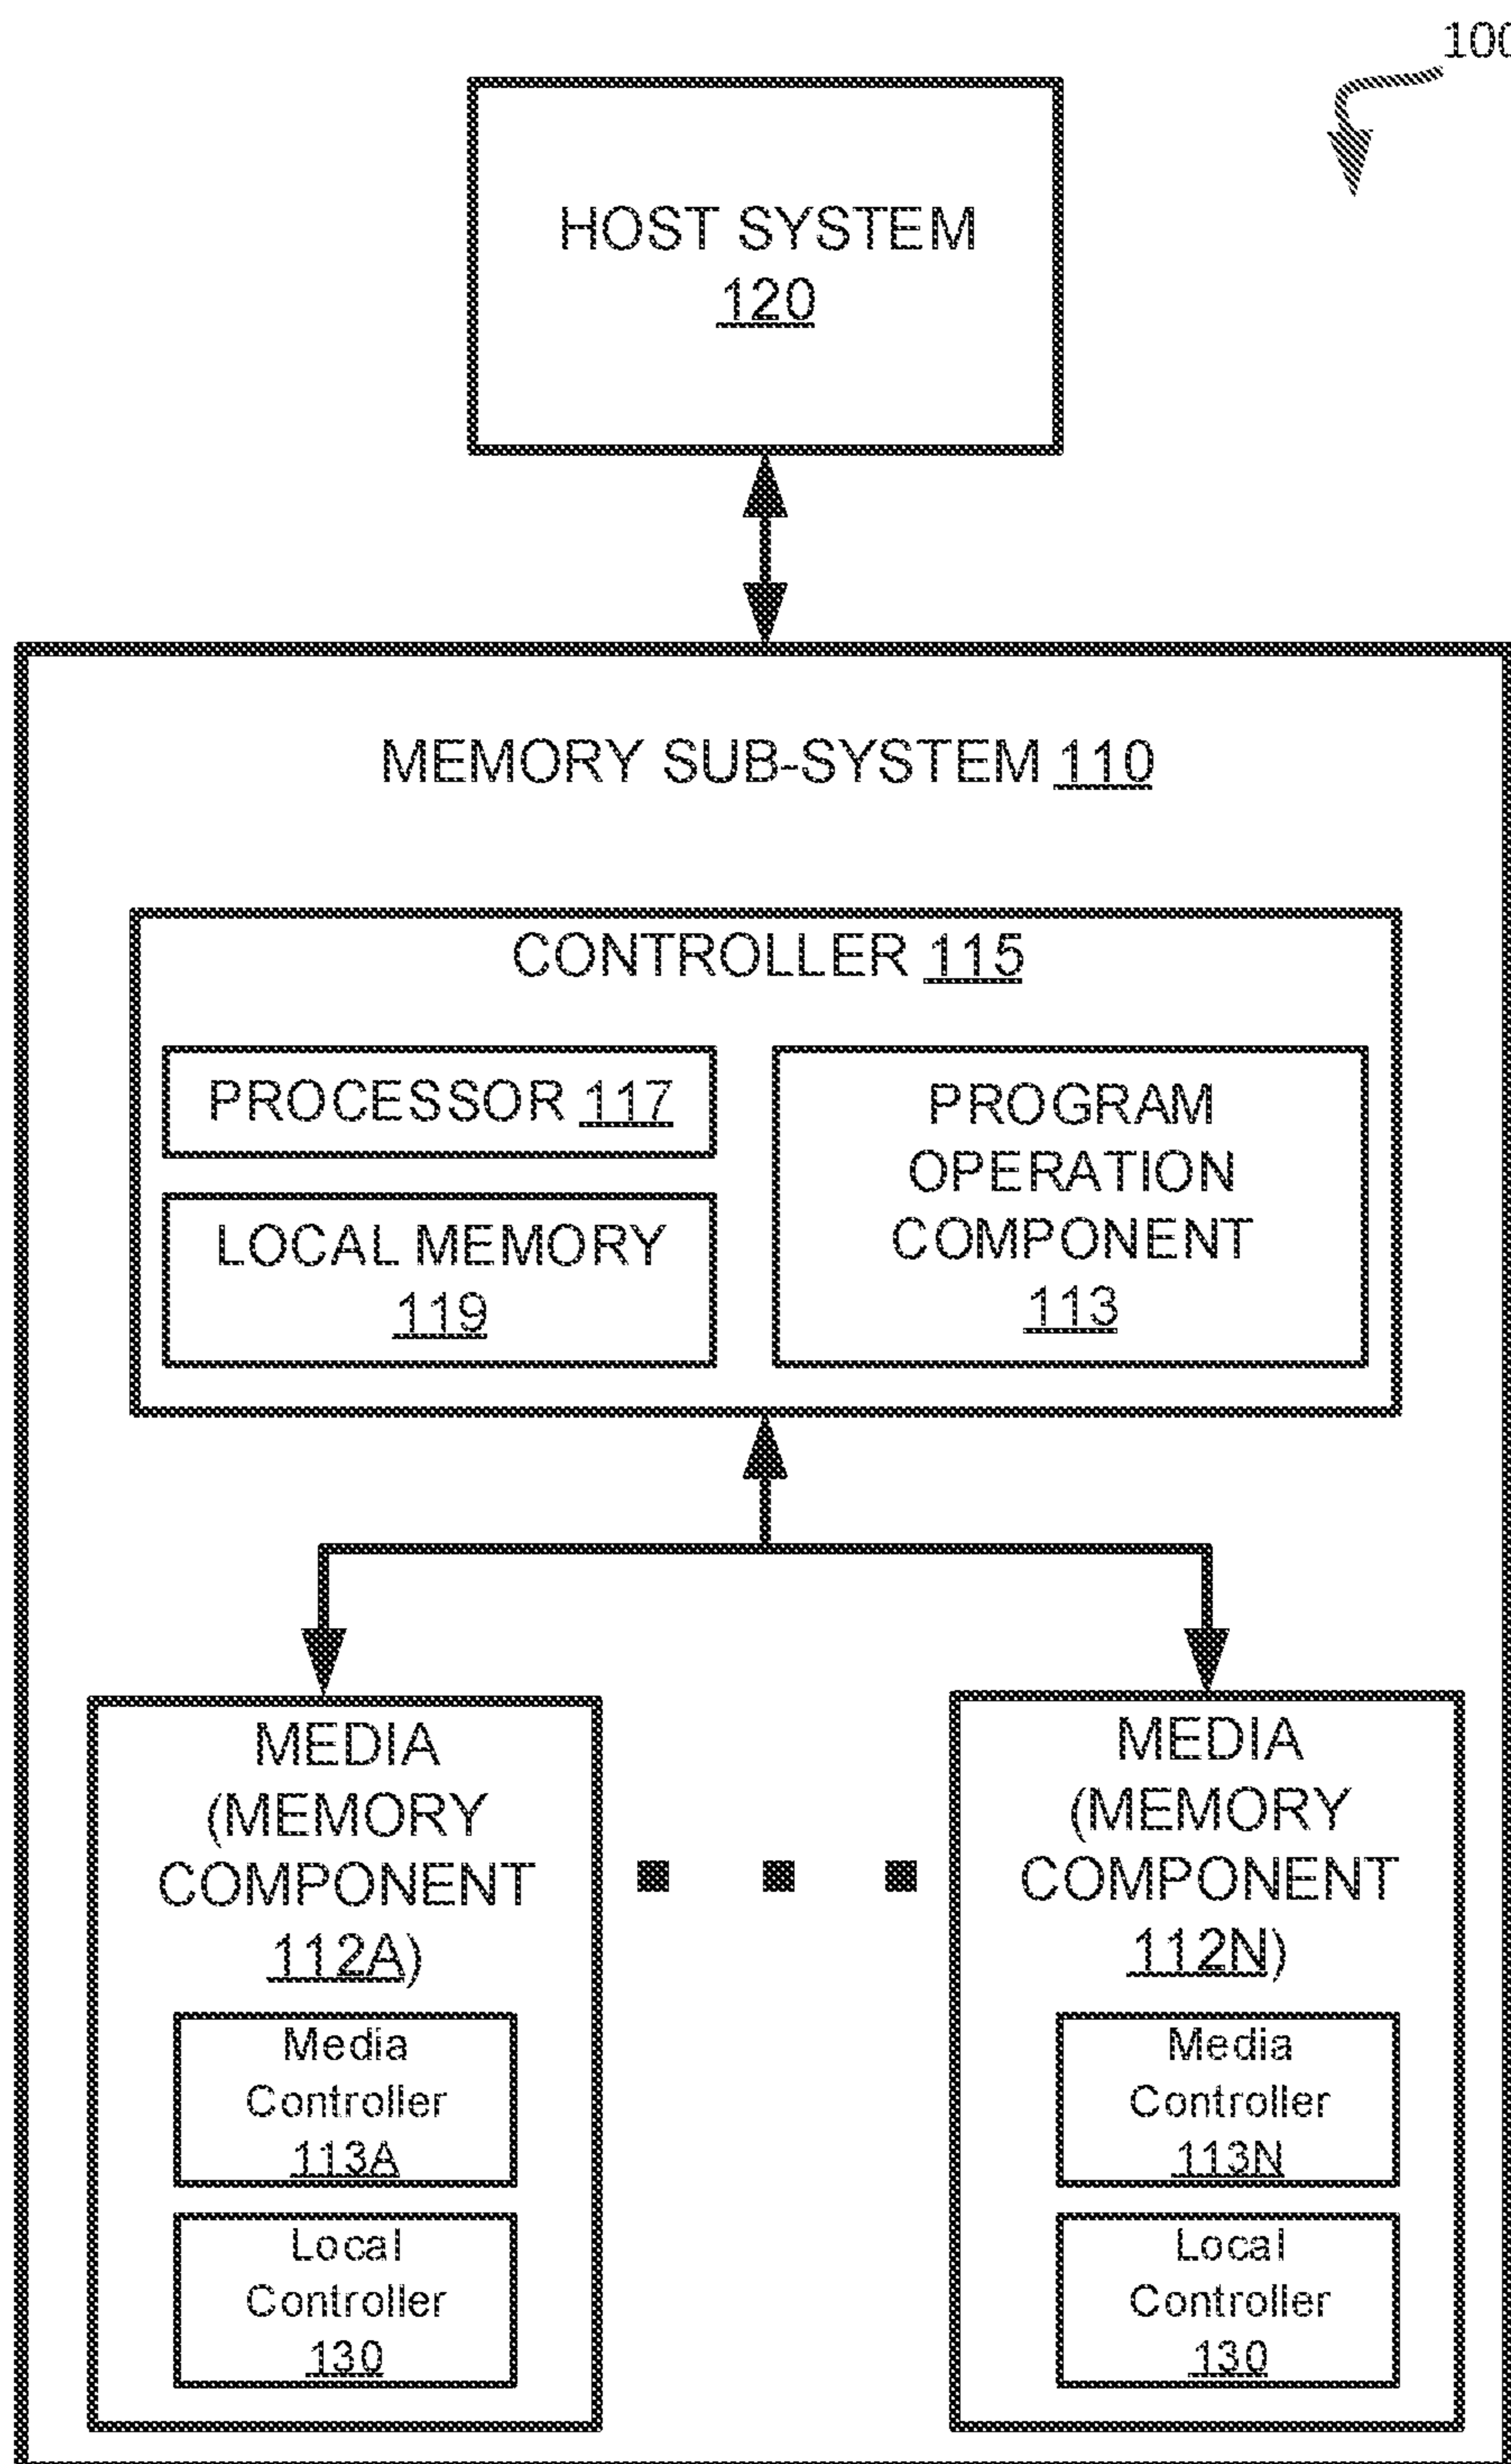 100
HOST SYSTEM
120
MEMORY SUB-SYSTEM 110
CONTROLLER 115
PROCESSOR 117
LOCAL MEMORY
119
PROGRAM
OPERATION
COMPONENT
113
MEDIA
(MEMORY
COMPONENT
112A)
Media
Controller
113A
Local
Controller
130
MEDIA
(MEMORY
COMPONENT
112N)
Media
Controller
113N
Local
Controller
130